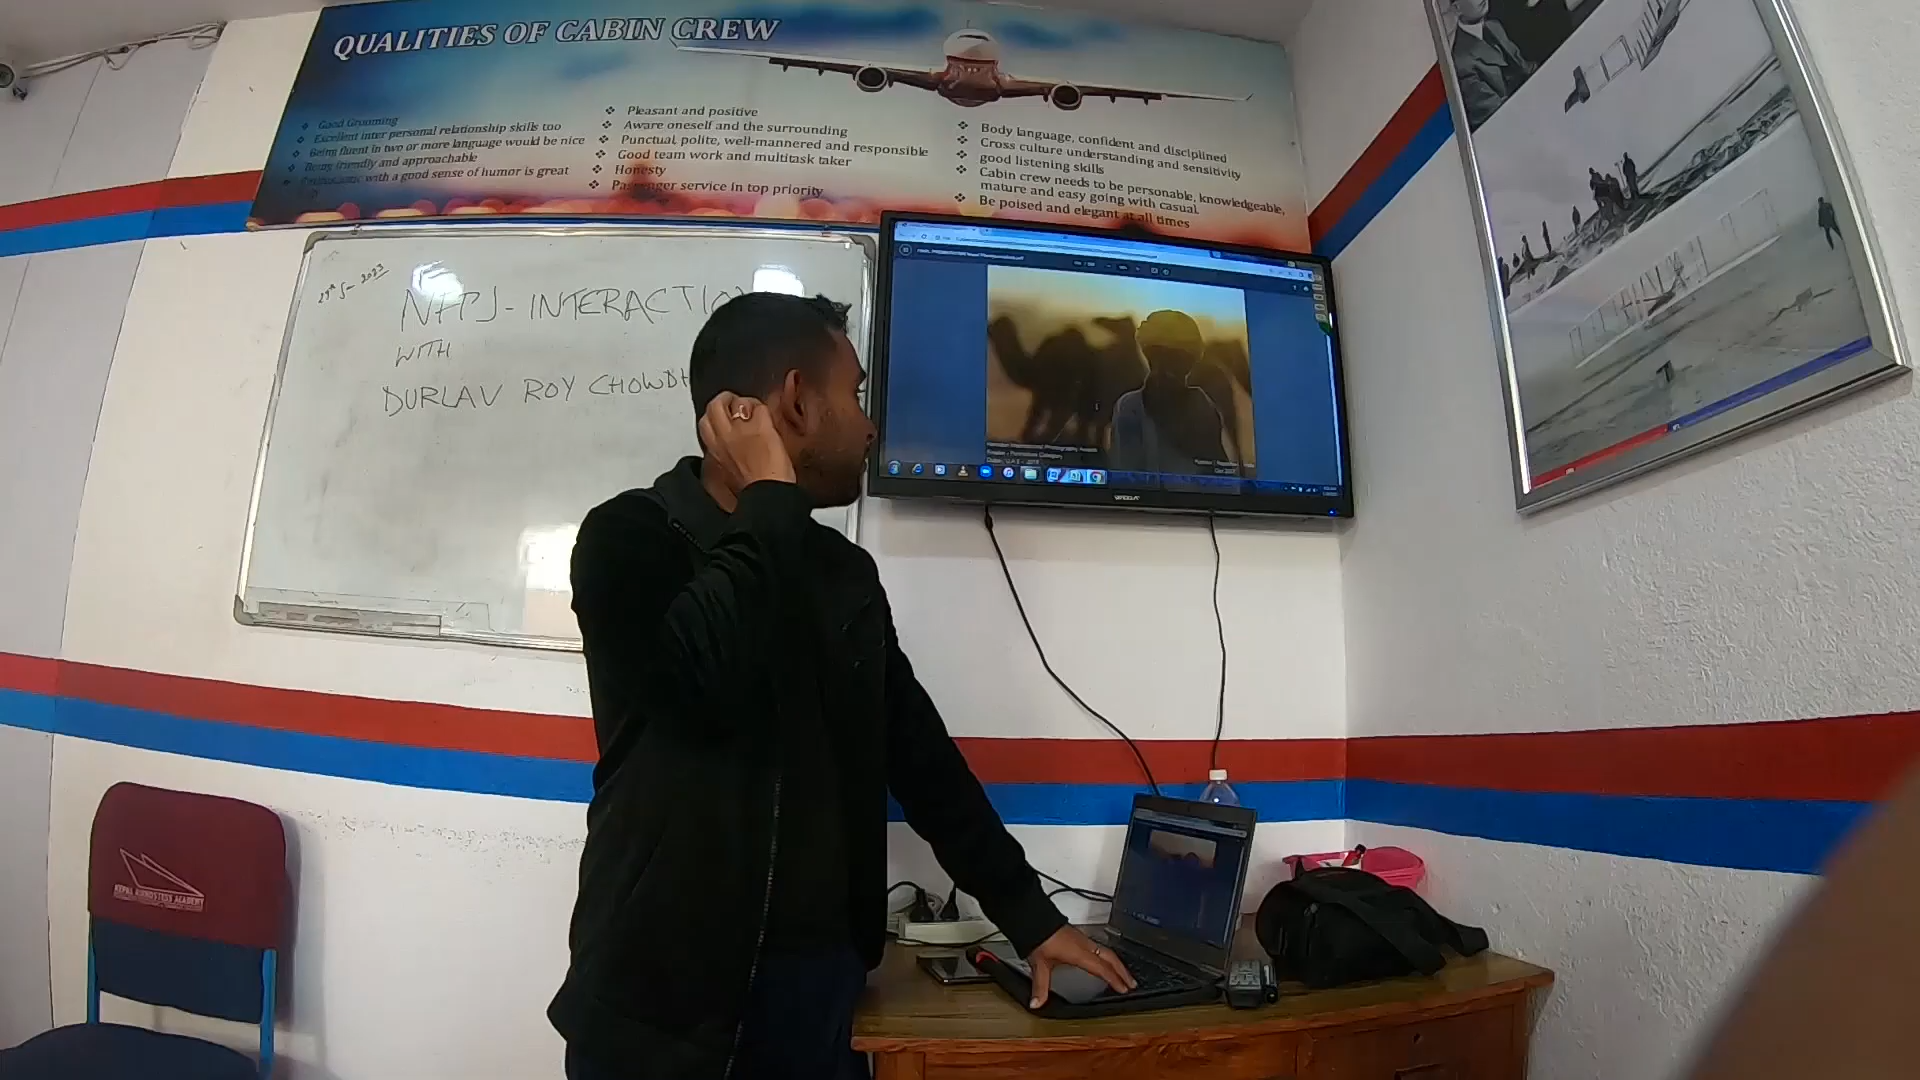 QUALITIES OF CABIN CREW
Good Grooming
Excellent inter personal relationship skills too
Being fluent in two or more language would be nice
Being friendly and approachable
with a good sense of humor is great
Pleasant and positive
Aware oneself and the surrounding
Punctual, polite, well-mannered and responsible
Good team work and multitask taker
Honesty
Passenger service in top priority
Body language, confident and disciplined
Cross culture understanding and sensitivity
good listening skills
Cabin crew needs to be personable, knowledgeable,
mature and easy going with casual.
Be poised and elegant at all times
INTERACTIO
WITH
DURLAV ROY CHOWDH
NEPAL AIRHOSTESS ACADEMY